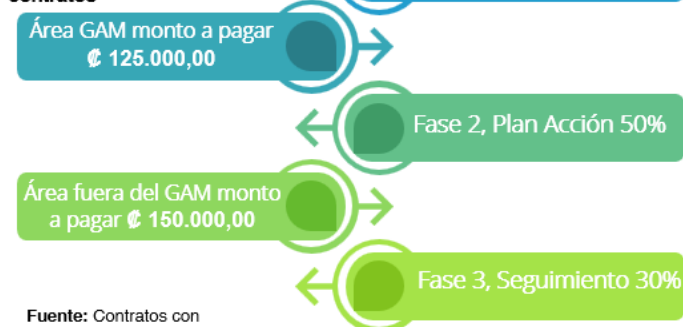 contratos
Área GAM monto a pagar
₡ 125.000,00
Fase 2, Plan Acción 50%
Área fuera del GAM monto
a pagar ₡ 150.000,00
Fase 3, Seguimiento 30%
Fuente: Contratos con